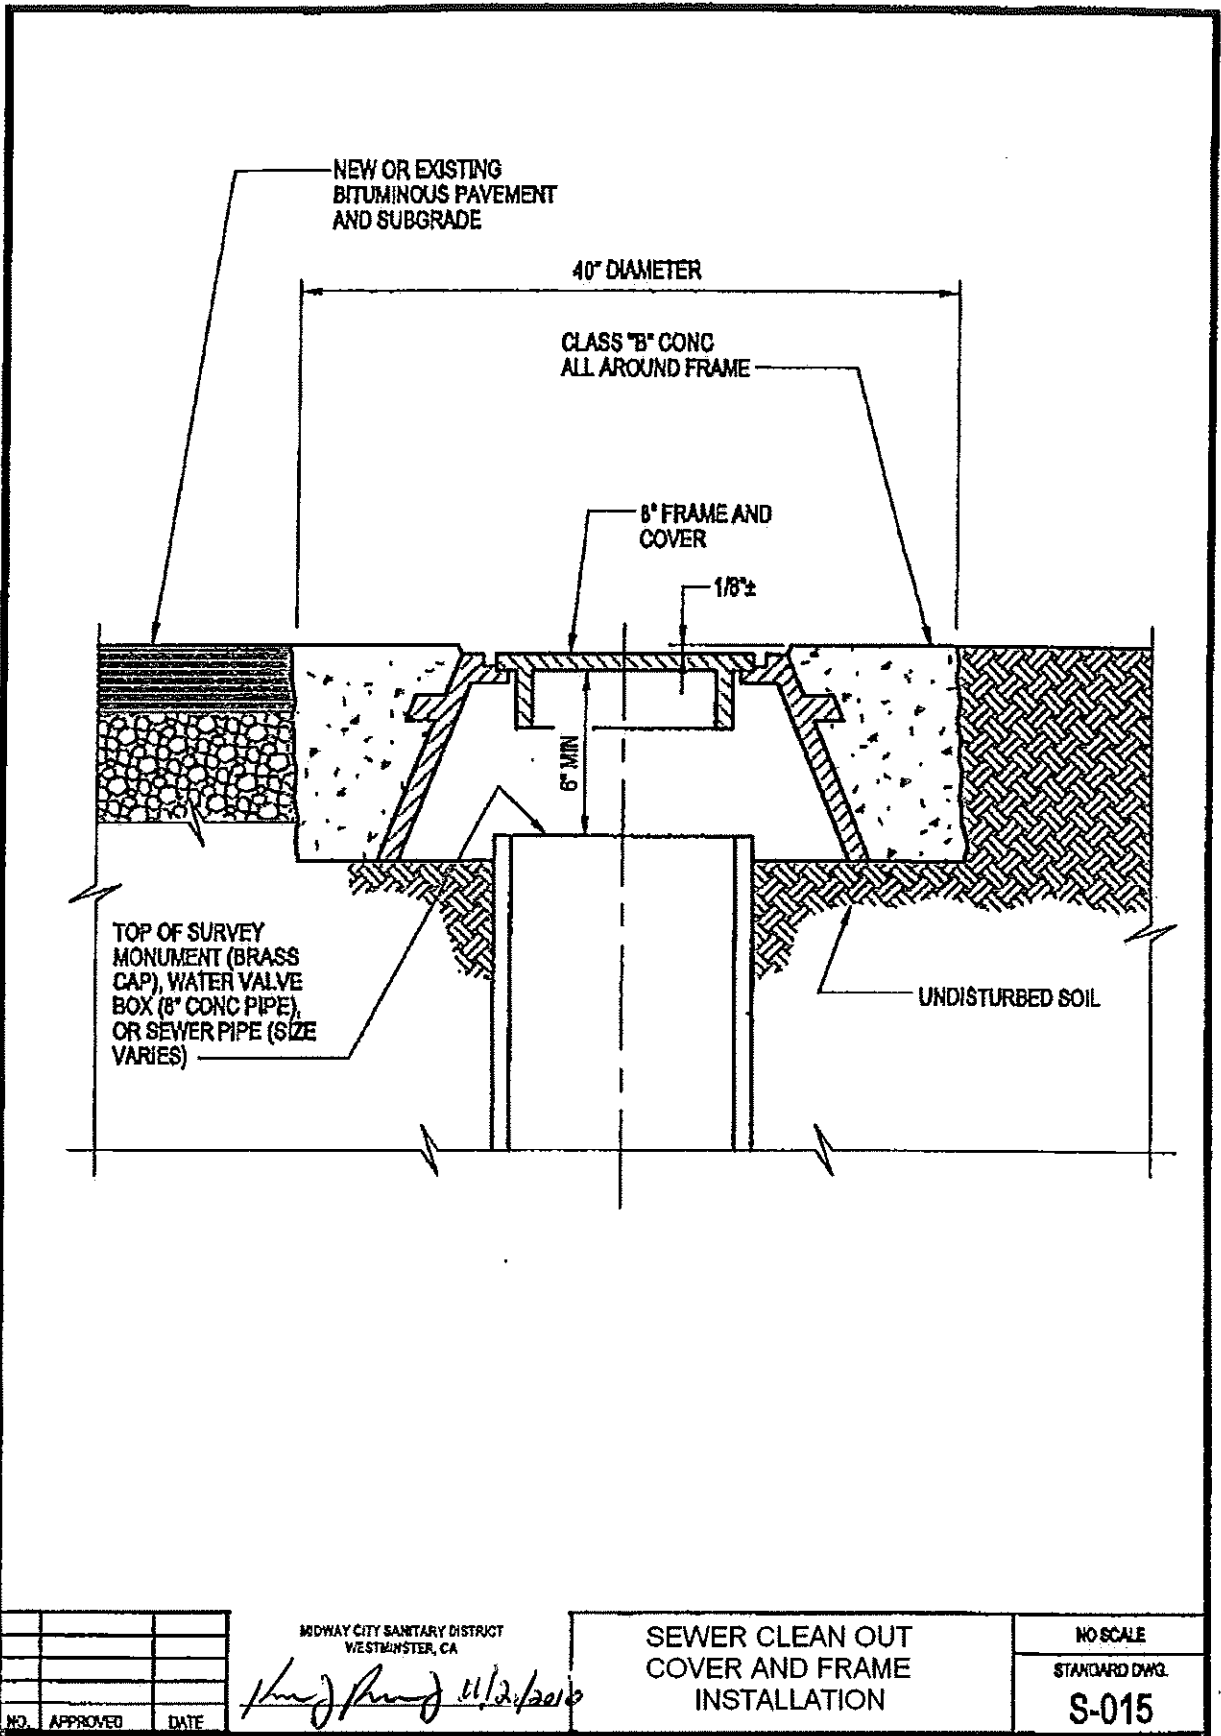 NEW OR EXISTING
BITUMINOUS PAVEMENT
AND SUBGRADE
40" DIAMETER
CLASS "B" CONC
ALL AROUND FRAME
8" FRAME AND
COVER
1/8"±
6" MIN
TOP OF SURVEY
MONUMENT (BRASS
CAP), WATER VALVE
BOX (8" CONC PIPE),
OR SEWER PIPE (SIZE
VARIES)
UNDISTURBED SOIL
NO.
APPROVED
DATE
MIDWAY CITY SANITARY DISTRICT
WESTMINSTER, CA
SEWER CLEAN OUT
COVER AND FRAME
INSTALLATION
NO SCALE
STANDARD DWG.
S-015